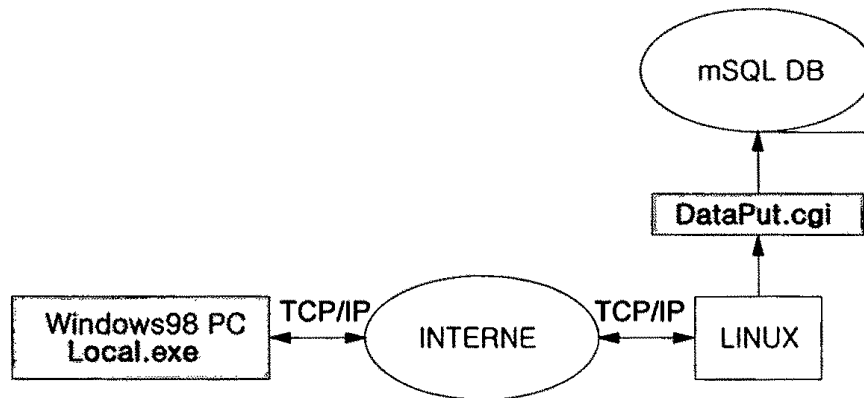 mSQL DB
DataPut.cgi
TCP/IP
TCP/IP
Windows98 PC
Local.exe
INTERNE
LINUX